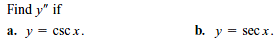 Find y″ if
a. y = csc x.   b. y = sec x.